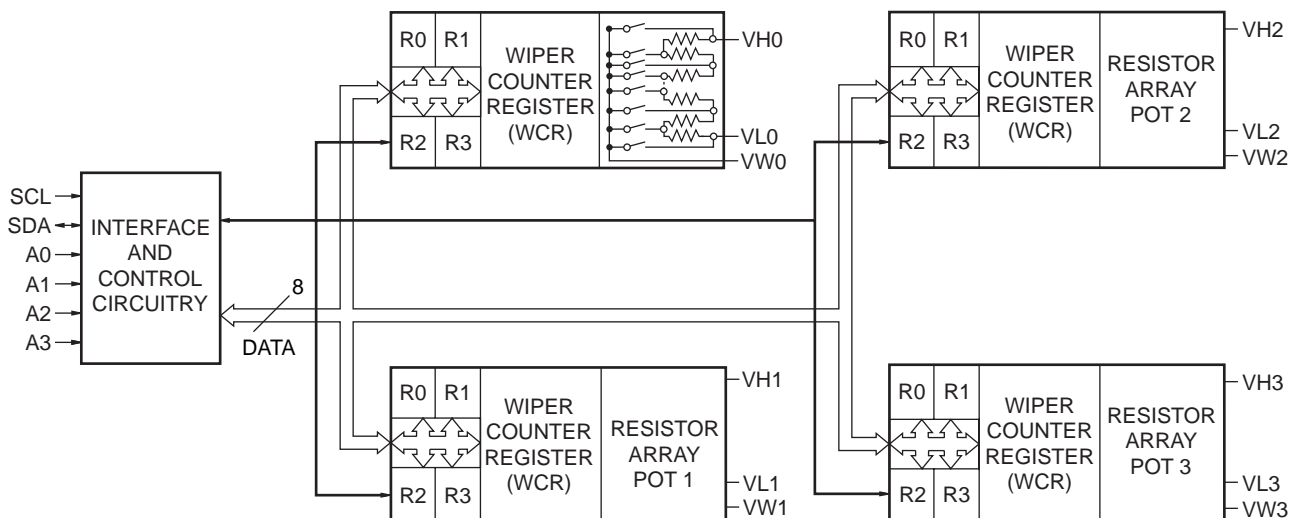 R0 R1
R2 R3
WIPER
COUNTER
REGISTER
(WCR)
VH0
VL0
VW0
R0 R1
R2 R3
WIPER
COUNTER
REGISTER
(WCR)
RESISTOR
ARRAY
POT 2
VH2
VL2
VW2
SCL
SDA
A0
A1
A2
A3
INTERFACE
AND
CONTROL
CIRCUITRY
8
DATA
R0 R1
R2 R3
WIPER
COUNTER
REGISTER
(WCR)
RESISTOR
ARRAY
POT 1
VH1
VL1
VW1
R0 R1
R2 R3
WIPER
COUNTER
REGISTER
(WCR)
RESISTOR
ARRAY
POT 3
VH3
VL3
VW3